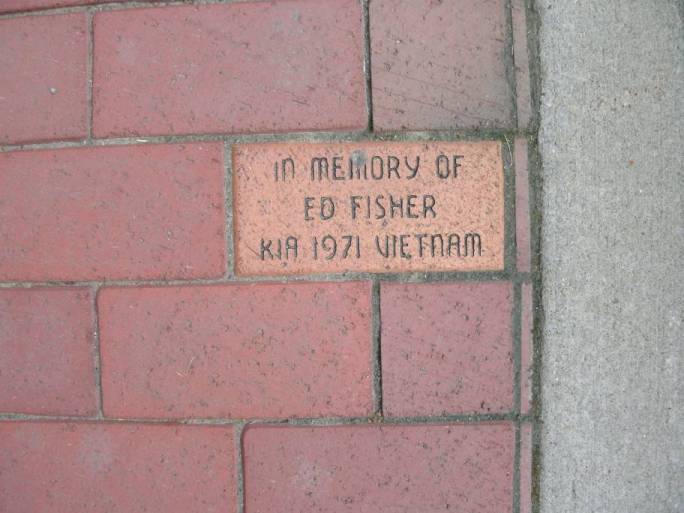 IN MEMORY OF
ED FISHER
KIA 1971 VIETNAM